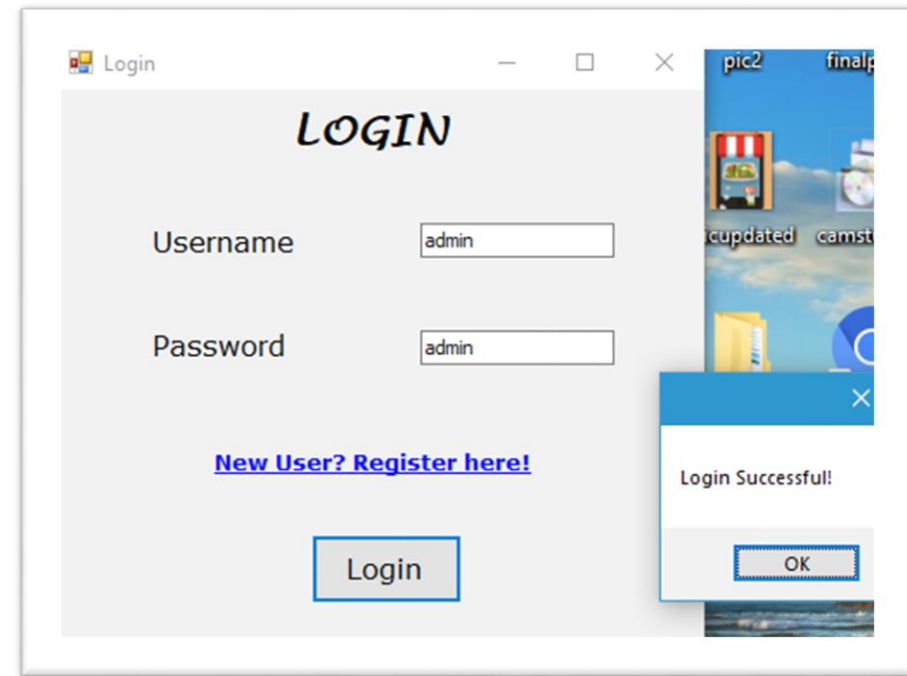 Login
LOGIN
Username
admin
Password
admin
New User? Register here!
Login
pic2
cupdated
Login Successful!
OK